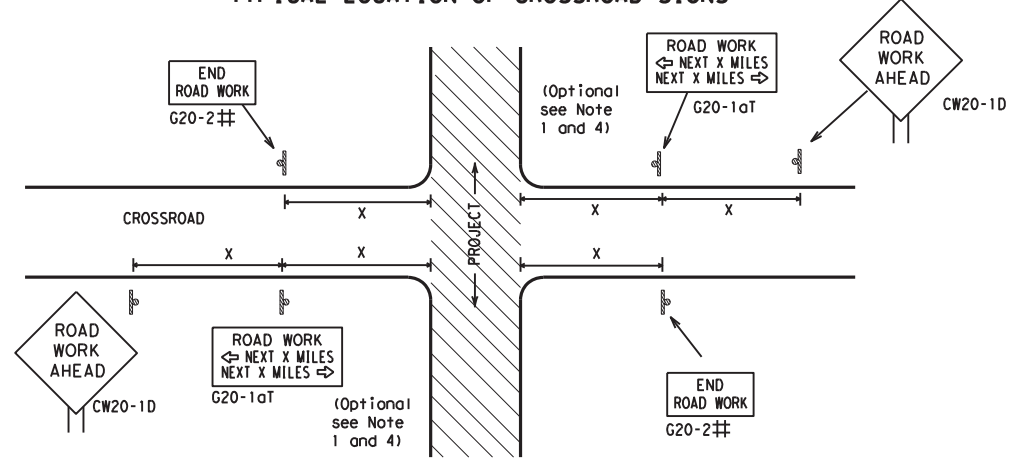 TYPICAL LOCATION OF CROSSROAD SIGNS
END
ROAD WORK
G20-2#
ROAD WORK
⇦ NEXT X MILES
NEXT X MILES ⇨
G20-1aT
(Optional
see Note
1 and 4)
ROAD
WORK
AHEAD
CW20-1D
X
X
X
CROSSROAD
PROJECT
X
X
X
ROAD
WORK
AHEAD
CW20-1D
ROAD WORK
⇦ NEXT X MILES
NEXT X MILES ⇨
G20-1aT
(Optional
see Note
1 and 4)
END
ROAD WORK
G20-2#